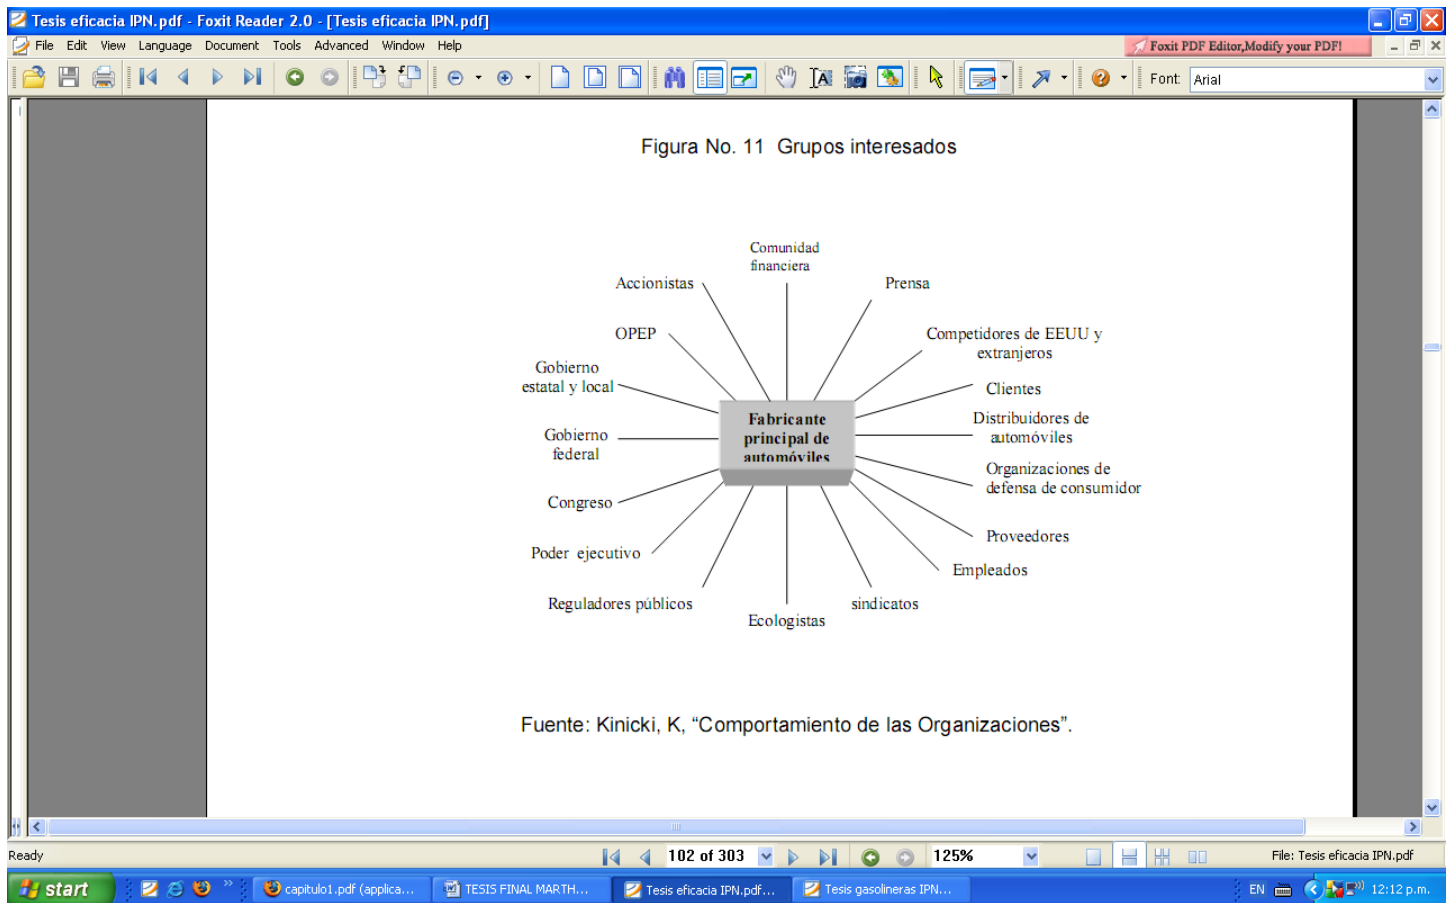 Tesis eficacia IPN.pdf - Foxit Reader 2.0 - [Tesis eficacia IPN.pdf]
File Edit View Language Document Tools Advanced Window Help
Foxit PDF Editor,Modify your PDF!
Font: Arial
Figura No. 11 Grupos interesados
Comunidad
financiera
Accionistas
Prensa
OPEP
Competidores de EEUU y
extranjeros
Gobierno
estatal y local
Clientes
Fabricante
principal de
automóviles
Distribuidores de
automóviles
Gobierno
federal
Organizaciones de
defensa de consumidor
Congreso
Proveedores
Poder ejecutivo
Empleados
Reguladores públicos
sindicatos
Ecologistas
Fuente: Kinicki, K, “Comportamiento de las Organizaciones”.
Ready
102 of 303
125%
File: Tesis eficacia IPN.pdf
start
capitulo1.pdf (applica...
TESIS FINAL MARTH...
Tesis eficacia IPN.pdf...
Tesis gasolineras IPN...
EN
12:12 p.m.